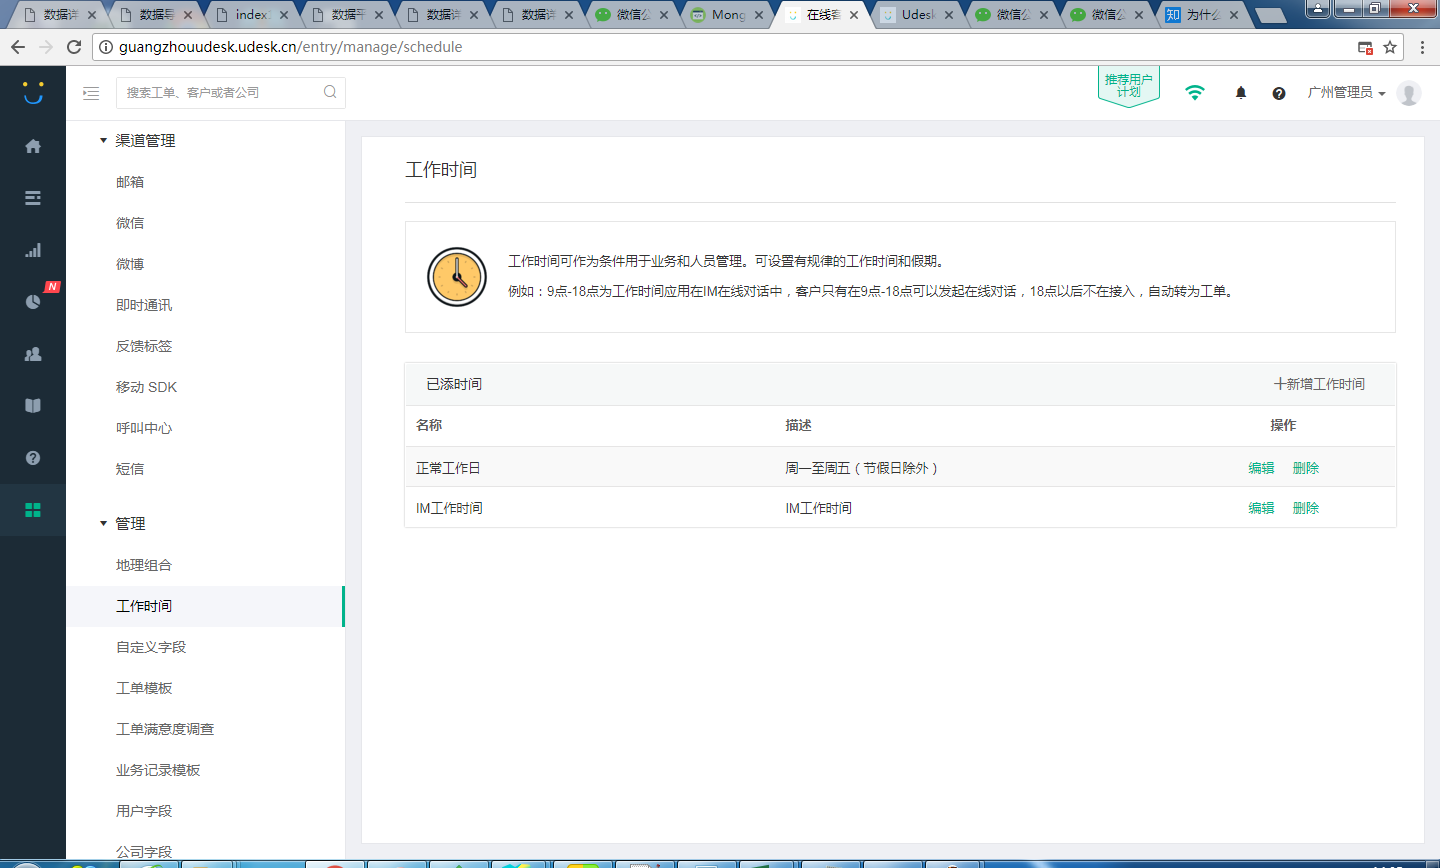 数据详
数据导
index
数据平
数据详
数据详
微信公
Mong
在线客
Udesk
微信公
微信公
知 为什么
guangzhouudesk.udesk.cn/entry/manage/schedule
搜索工单、客户或者公司
推荐用户
计划
广州管理员
N
渠道管理
邮箱
微信
微博
即时通讯
反馈标签
移动 SDK
呼叫中心
短信
管理
地理组合
工作时间
自定义字段
工单模板
工单满意度调查
业务记录模板
用户字段
公司字段
工作时间
工作时间可作为条件用于业务和人员管理。可设置有规律的工作时间和假期。
例如：9点-18点为工作时间应用在IM在线对话中，客户只有在9点-18点可以发起在线对话，18点以后不在接入，自动转为工单。
已添时间 十新增工作时间
名称 描述 操作
正常工作日 周一至周五（节假日除外） 编辑 删除
IM工作时间 IM工作时间 编辑 删除